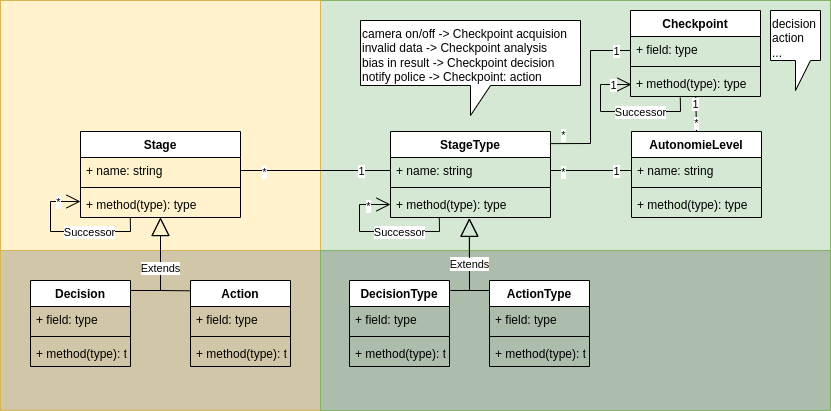 camera on/off -> Checkpoint acquision
invalid data -> Checkpoint analysis
bias in result -> Checkpoint decision
notify police -> Checkpoint: action
Checkpoint
+ field: type
+ method(type): type
decision
action
...
1
1
Successor
1
*
Stage
+ name: string
+ method(type): type
*
Successor
*
1
StageType
+ name: string
+ method(type): type
*
Successor
*
*
1
AutonomieLevel
+ name: string
+ method(type): type
Extends
Extends
Decision
+ field: type
+ method(type): t
Action
+ field: type
+ method(type): t
DecisionType
+ field: type
+ method(type): t
ActionType
+ field: type
+ method(type): t